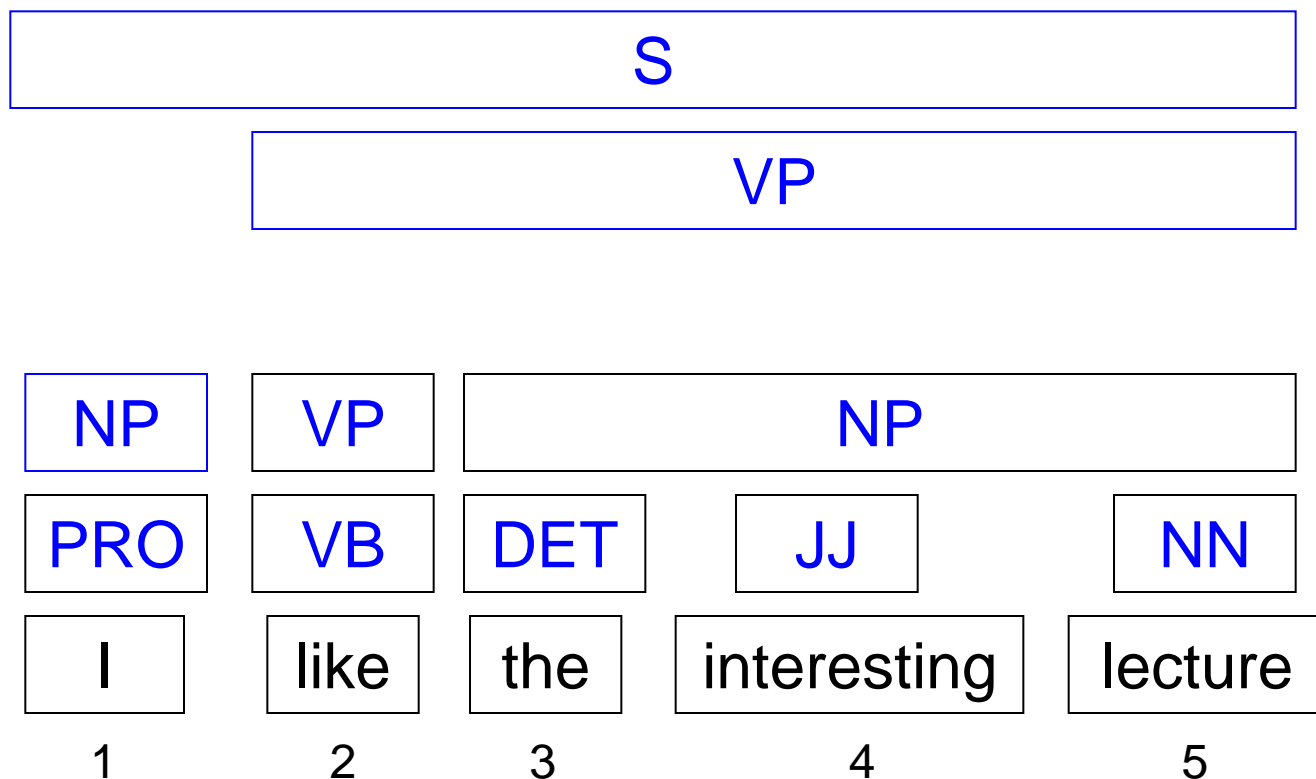 S
VP
NP VP NP
PRO VB DET JJ NN
I like the interesting lecture
1 2 3 4 5